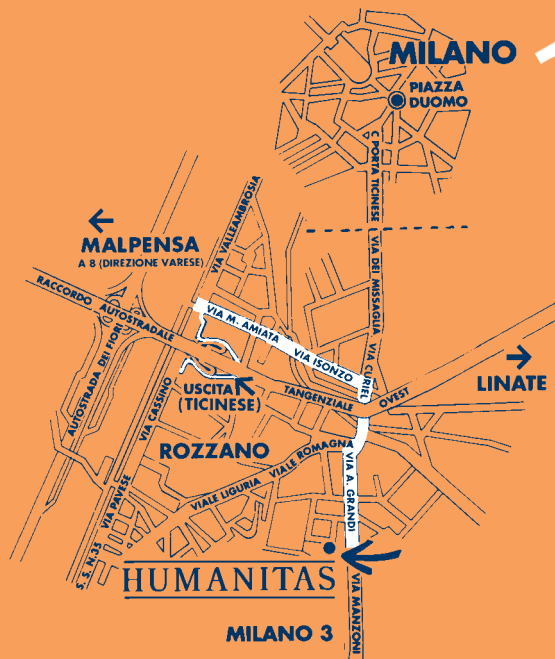 MILANO
PIAZZA
DUOMO
C PORTA TICINESE
VIA VALLEAMBROSIA
MALPENSA
A 8 (DIREZIONE VARESE)
VIA DEI MISSAGLIA
RACCORDO AUTOSTRADALE
AUTOSTRADA DEI FIORI
VIA M. AMIATA
VIA ISONZO
VIA CURIEL
LINATE
USCITA
(TICINESE)
TANGENZIALE OVEST
VIA CASSINO
ROZZANO
VIALE LIGURIA
VIALE ROMAGNA
VIA A. GRANDI
VIA PAVESE
S. S. N.35
HUMANITAS
VIA MANZONI
MILANO 3